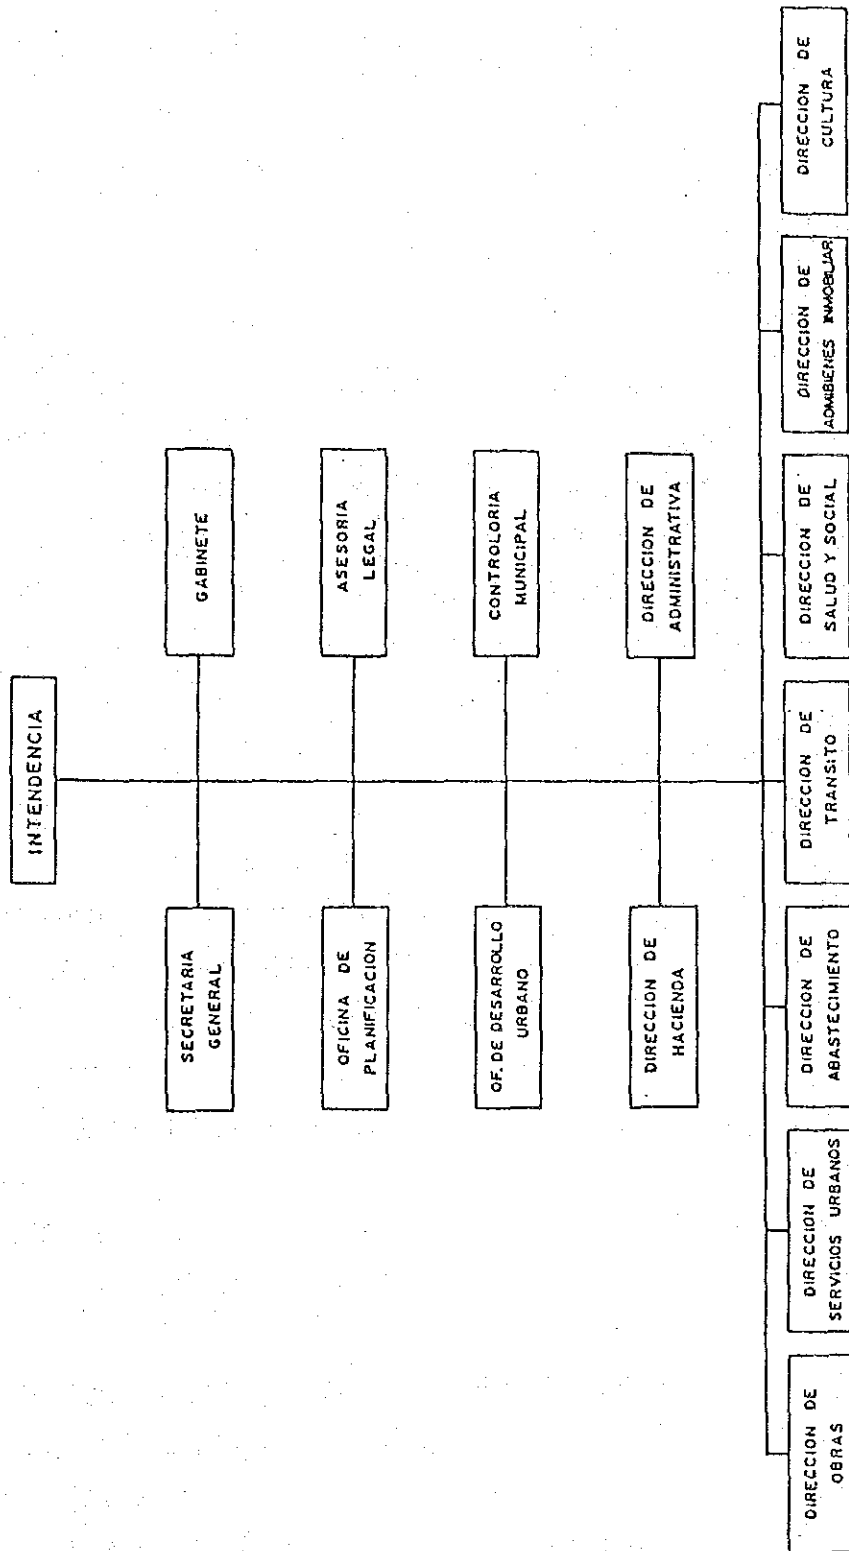 INTENDENCIA
SECRETARIA
GENERAL
GABINETE
OFICINA DE
PLANIFICACION
ASESORIA
LEGAL
OF. DE DESARROLLO
URBANO
CONTROLORIA
MUNICIPAL
DIRECCION DE
HACIENDA
DIRECCION DE
ADMINISTRATIVA
DIRECCION DE
OBRAS
DIRECCION DE
SERVICIOS URBANOS
DIRECCION DE
ABASTECIMIENTO
DIRECCION DE
TRANSITO
DIRECCION DE
SALUD Y SOCIAL
DIRECCION DE
ADMIBIENES INMOBILIAR
DIRECCION DE
CULTURA